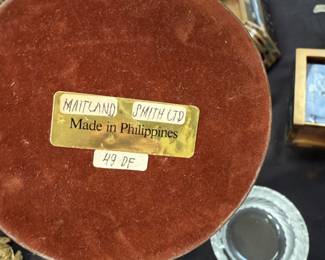 MAITLAND SMITH LTD
Made in Philippines
49 DF